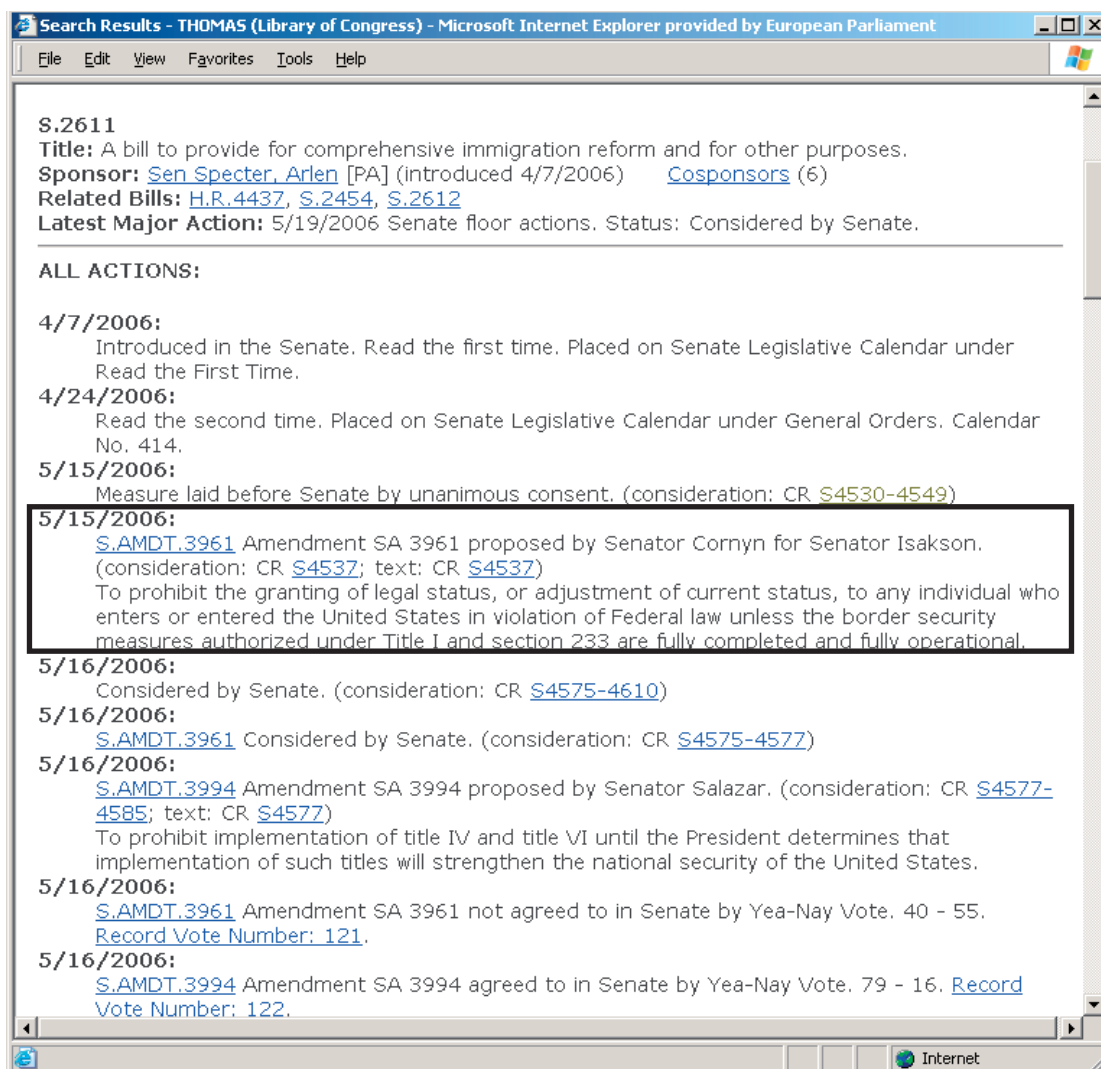 Search Results - THOMAS (Library of Congress) - Microsoft Internet Explorer provided by European Parliament
File Edit View Favorites Tools Help
S.2611
Title: A bill to provide for comprehensive immigration reform and for other purposes.
Sponsor: Sen Specter, Arlen [PA] (introduced 4/7/2006) Cosponsors (6)
Related Bills: H.R.4437, S.2454, S.2612
Latest Major Action: 5/19/2006 Senate floor actions. Status: Considered by Senate.
ALL ACTIONS:
4/7/2006:
Introduced in the Senate. Read the first time. Placed on Senate Legislative Calendar under
Read the First Time.
4/24/2006:
Read the second time. Placed on Senate Legislative Calendar under General Orders. Calendar
No. 414.
5/15/2006:
Measure laid before Senate by unanimous consent. (consideration: CR S4530-4549)
5/15/2006:
S.AMDT.3961 Amendment SA 3961 proposed by Senator Cornyn for Senator Isakson.
(consideration: CR S4537; text: CR S4537)
To prohibit the granting of legal status, or adjustment of current status, to any individual who
enters or entered the United States in violation of Federal law unless the border security
measures authorized under Title I and section 233 are fully completed and fully operational.
5/16/2006:
Considered by Senate. (consideration: CR S4575-4610)
5/16/2006:
S.AMDT.3961 Considered by Senate. (consideration: CR S4575-4577)
5/16/2006:
S.AMDT.3994 Amendment SA 3994 proposed by Senator Salazar. (consideration: CR S4577-
4585; text: CR S4577)
To prohibit implementation of title IV and title VI until the President determines that
implementation of such titles will strengthen the national security of the United States.
5/16/2006:
S.AMDT.3961 Amendment SA 3961 not agreed to in Senate by Yea-Nay Vote. 40 - 55.
Record Vote Number: 121.
5/16/2006:
S.AMDT.3994 Amendment SA 3994 agreed to in Senate by Yea-Nay Vote. 79 - 16. Record
Vote Number: 122.
Internet